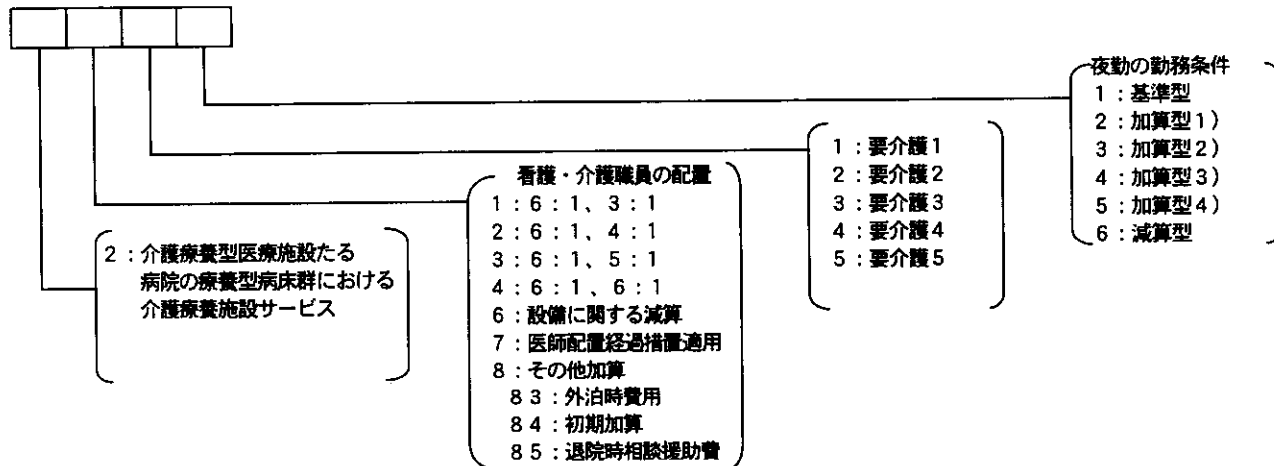 2：介護療養型医療施設たる
病院の療養型病床群における
介護療養施設サービス
看護・介護職員の配置
1：6：1、3：1
2：6：1、4：1
3：6：1、5：1
4：6：1、6：1
6：設備に関する減算
7：医師配置経過措置適用
8：その他加算
83：外泊時費用
84：初期加算
85：退院時相談援助費
1：要介護1
2：要介護2
3：要介護3
4：要介護4
5：要介護5
夜勤の勤務条件
1：基準型
2：加算型1）
3：加算型2）
4：加算型3）
5：加算型4）
6：減算型